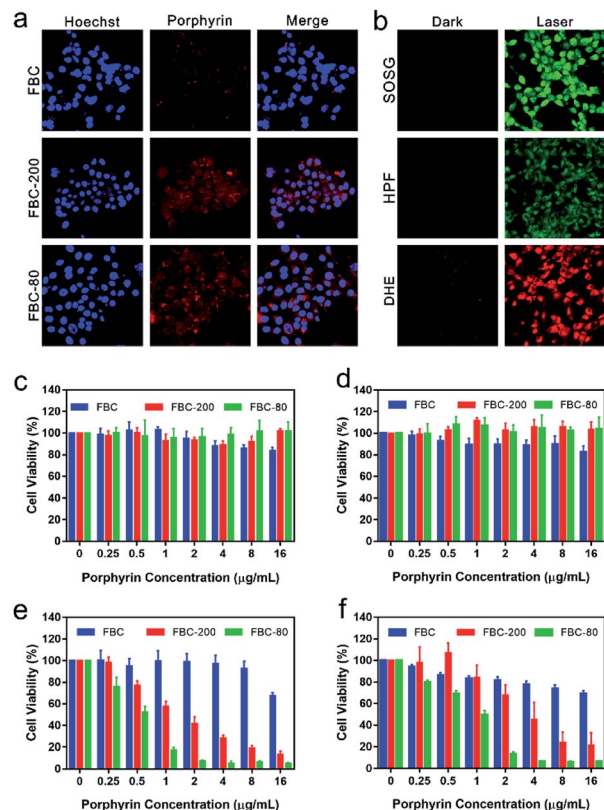 a
b
Hoechst Porphyrin Merge
Dark Laser
FBC
FBC-200
FBC-80
SOSG
HPF
DHE
c
140
120
100
80
60
40
20
0
Cell Viability (%)
FBC FBC-200 FBC-80
0 0.25 0.5 1 2 4 8 16
Porphyrin Concentration (μg/mL)
d
140
120
100
80
60
40
20
0
Cell Viability (%)
FBC FBC-200 FBC-80
0 0.25 0.5 1 2 4 8 16
Porphyrin Concentration (μg/mL)
e
140
120
100
80
60
40
20
0
Cell Viability (%)
FBC FBC-200 FBC-80
0 0.25 0.5 1 2 4 8 16
Porphyrin Concentration (μg/mL)
f
140
120
100
80
60
40
20
0
Cell Viability (%)
FBC FBC-200 FBC-80
0 0.25 0.5 1 2 4 8 16
Porphyrin Concentration (μg/mL)